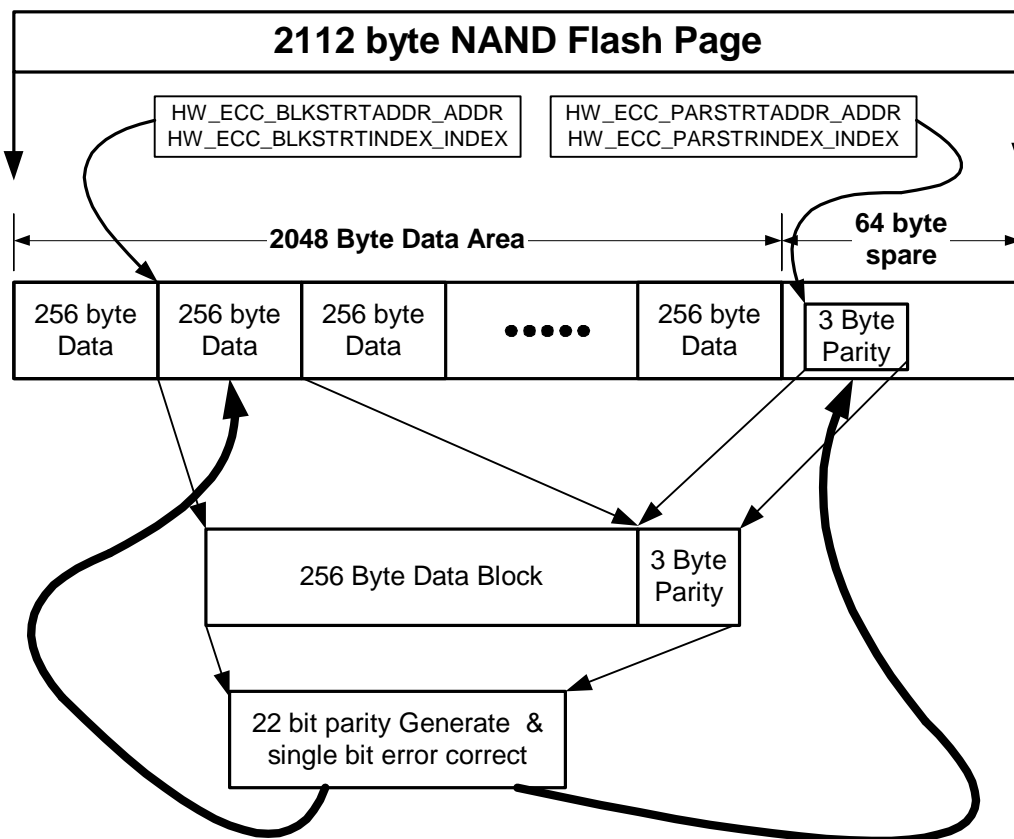 2112 byte NAND Flash Page
HW_ECC_BLKSTRTADDR_ADDR
HW_ECC_BLKSTRTINDEX_INDEX
HW_ECC_PARSTRTADDR_ADDR
HW_ECC_PARSTRINDEX_INDEX
2048 Byte Data Area
64 byte
spare
256 byte
Data
256 byte
Data
256 byte
Data
256 byte
Data
3 Byte
Parity
256 Byte Data Block
3 Byte
Parity
22 bit parity Generate &
single bit error correct